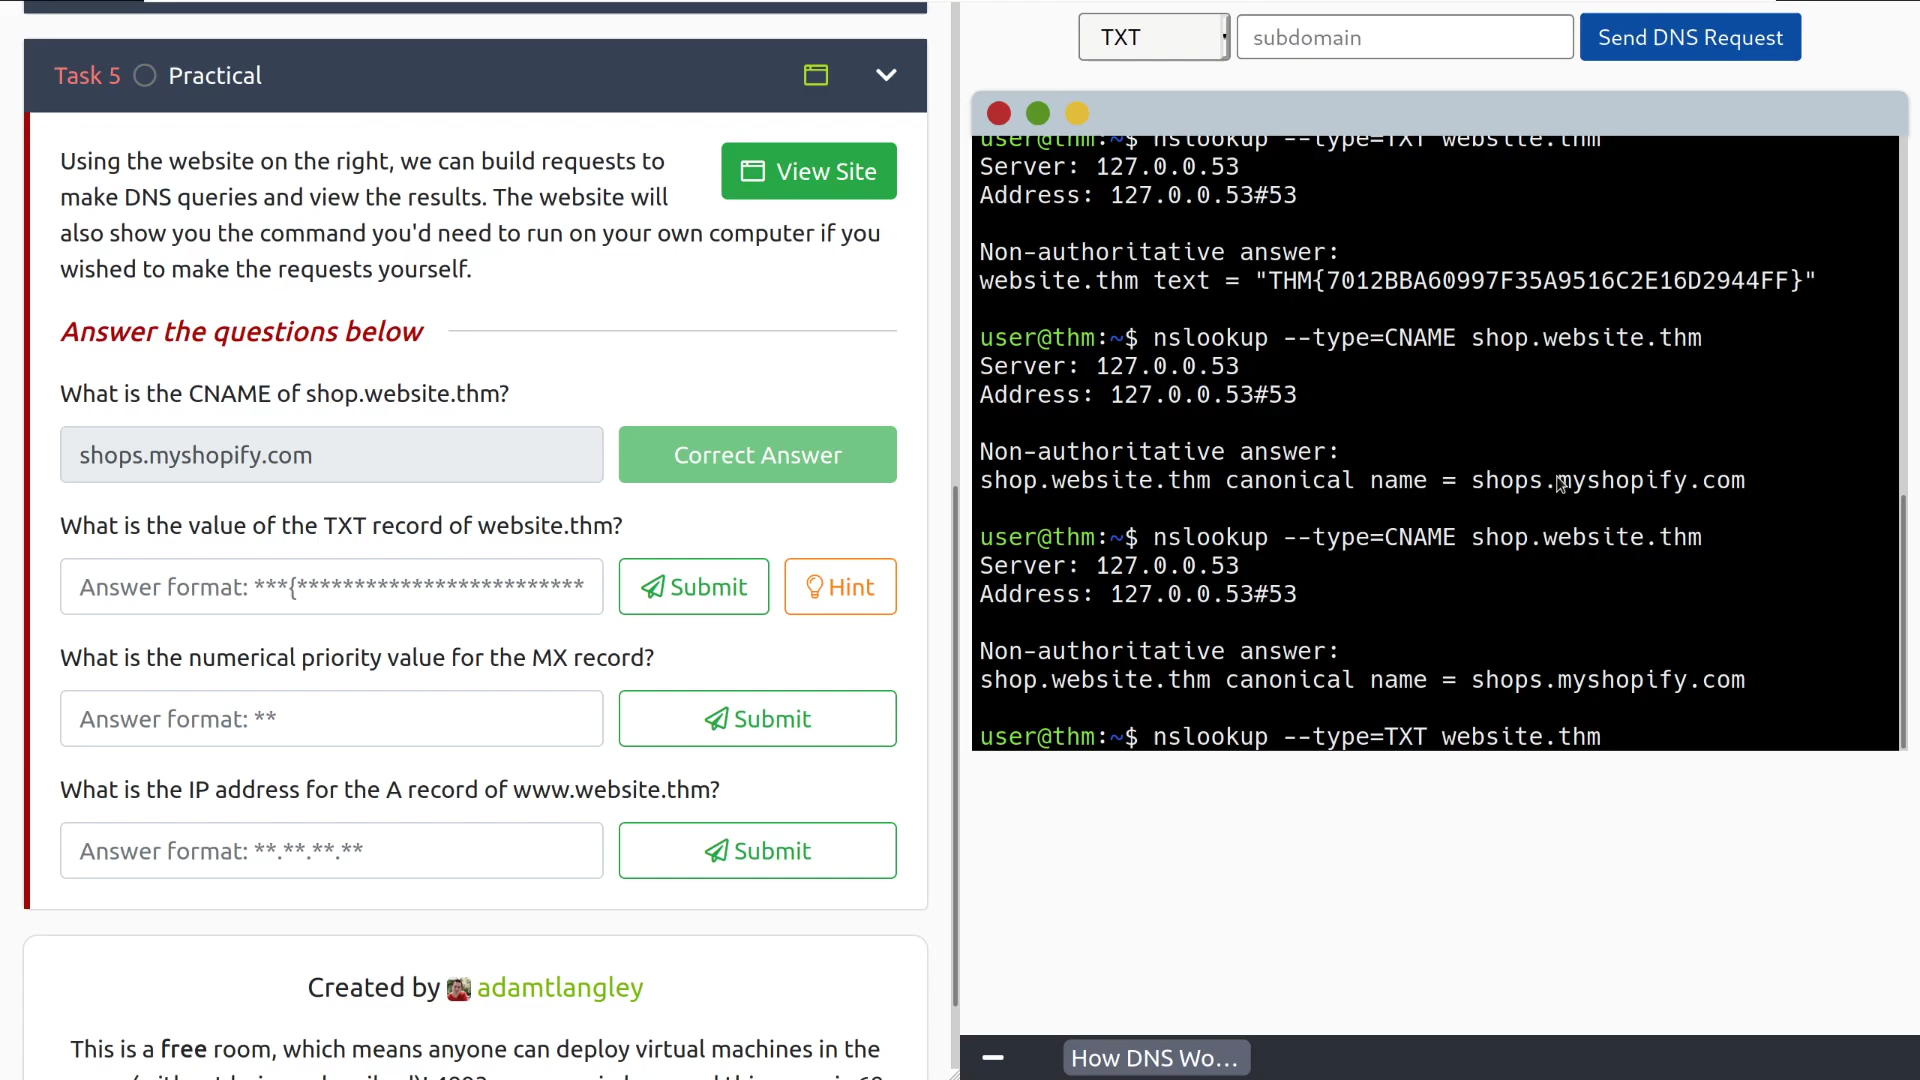 Task 5 Practical
Using the website on the right, we can build requests to
make DNS queries and view the results. The website will
also show you the command you'd need to run on your own computer if you
wished to make the requests yourself.
View Site
Answer the questions below
What is the CNAME of shop.website.thm?
shops.myshopify.com
Correct Answer
What is the value of the TXT record of website.thm?
Answer format: ***{*************************
Submit
Hint
What is the numerical priority value for the MX record?
Answer format: **
Submit
What is the IP address for the A record of www.website.thm?
Answer format: **.**.**.**
Submit
Created by adamtlangley
This is a free room, which means anyone can deploy virtual machines in the
TXT
subdomain
Send DNS Request
user@thm:~$ nslookup --type=TXT website.thm
Server: 127.0.0.53
Address: 127.0.0.53#53
Non-authoritative answer:
website.thm text = "THM{7012BBA60997F35A9516C2E16D2944FF}"
user@thm:~$ nslookup --type=CNAME shop.website.thm
Server: 127.0.0.53
Address: 127.0.0.53#53
Non-authoritative answer:
shop.website.thm canonical name = shops.myshopify.com
user@thm:~$ nslookup --type=CNAME shop.website.thm
Server: 127.0.0.53
Address: 127.0.0.53#53
Non-authoritative answer:
shop.website.thm canonical name = shops.myshopify.com
user@thm:~$ nslookup --type=TXT website.thm
How DNS Wo...